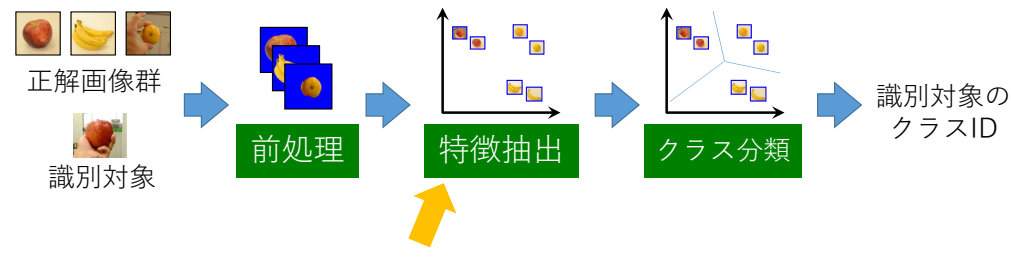 正解画像群
識別対象
前処理
特徴抽出
クラス分類
識別対象の
クラスID